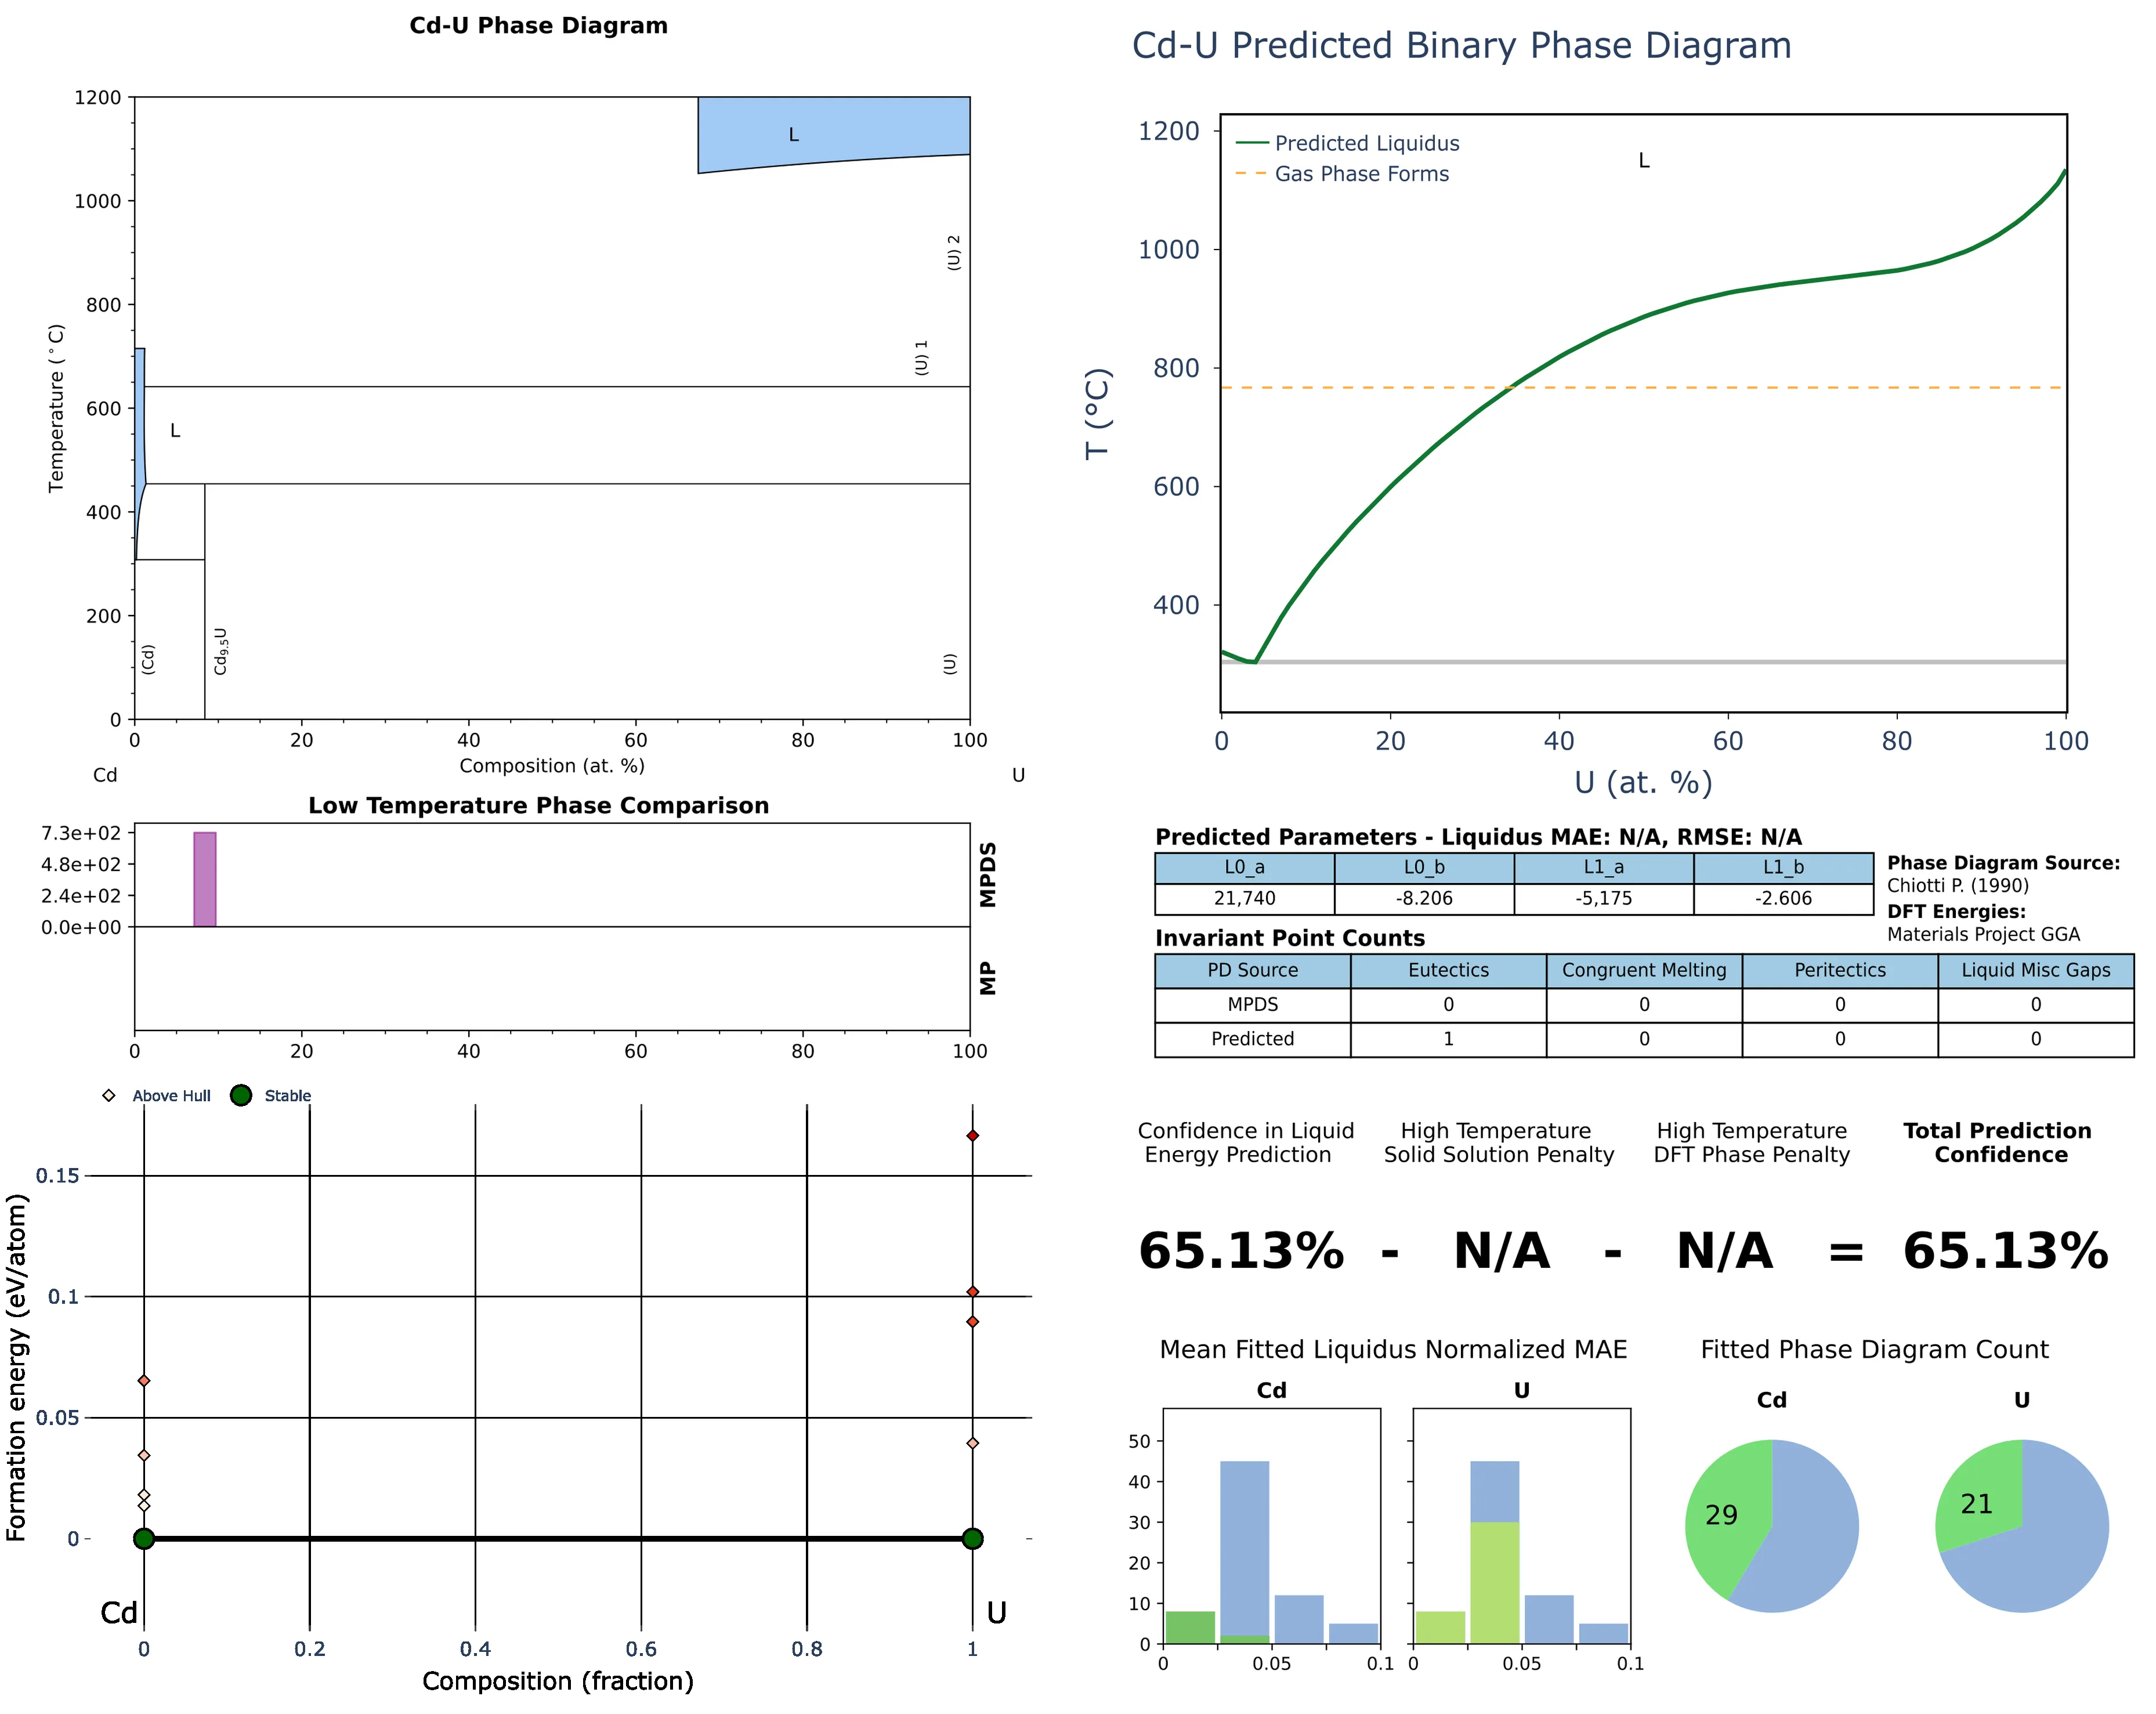 Cd-U Phase Diagram
1200
1000
800
600
400
200
0
Temperature (°C)
L
L
(U) 2
(U) 1
(Cd)
Cd9.5U
(U)
0 20 40 60 80 100
Composition (at. %)
Cd U
Low Temperature Phase Comparison
7.3e+02
4.8e+02
2.4e+02
0.0e+00
MPDS
MP
0 20 40 60 80 100
Above Hull Stable
0.15
0.1
0.05
0
Formation energy (eV/atom)
Cd U
0 0.2 0.4 0.6 0.8 1
Composition (fraction)
Cd-U Predicted Binary Phase Diagram
1200
1000
800
600
400
T (°C)
Predicted Liquidus
Gas Phase Forms
L
0 20 40 60 80 100
U (at. %)
Predicted Parameters - Liquidus MAE: N/A, RMSE: N/A
L0_a L0_b L1_a L1_b
21,740 -8.206 -5,175 -2.606
Phase Diagram Source:
Chiotti P. (1990)
DFT Energies:
Materials Project GGA
Invariant Point Counts
PD Source Eutectics Congruent Melting Peritectics Liquid Misc Gaps
MPDS 0 0 0 0
Predicted 1 0 0 0
Confidence in Liquid
Energy Prediction
High Temperature
Solid Solution Penalty
High Temperature
DFT Phase Penalty
Total Prediction
Confidence
65.13% - N/A - N/A = 65.13%
Mean Fitted Liquidus Normalized MAE
Cd U
50
40
30
20
10
0
0 0.05 0.1 0 0.05 0.1
Fitted Phase Diagram Count
Cd U
29 21